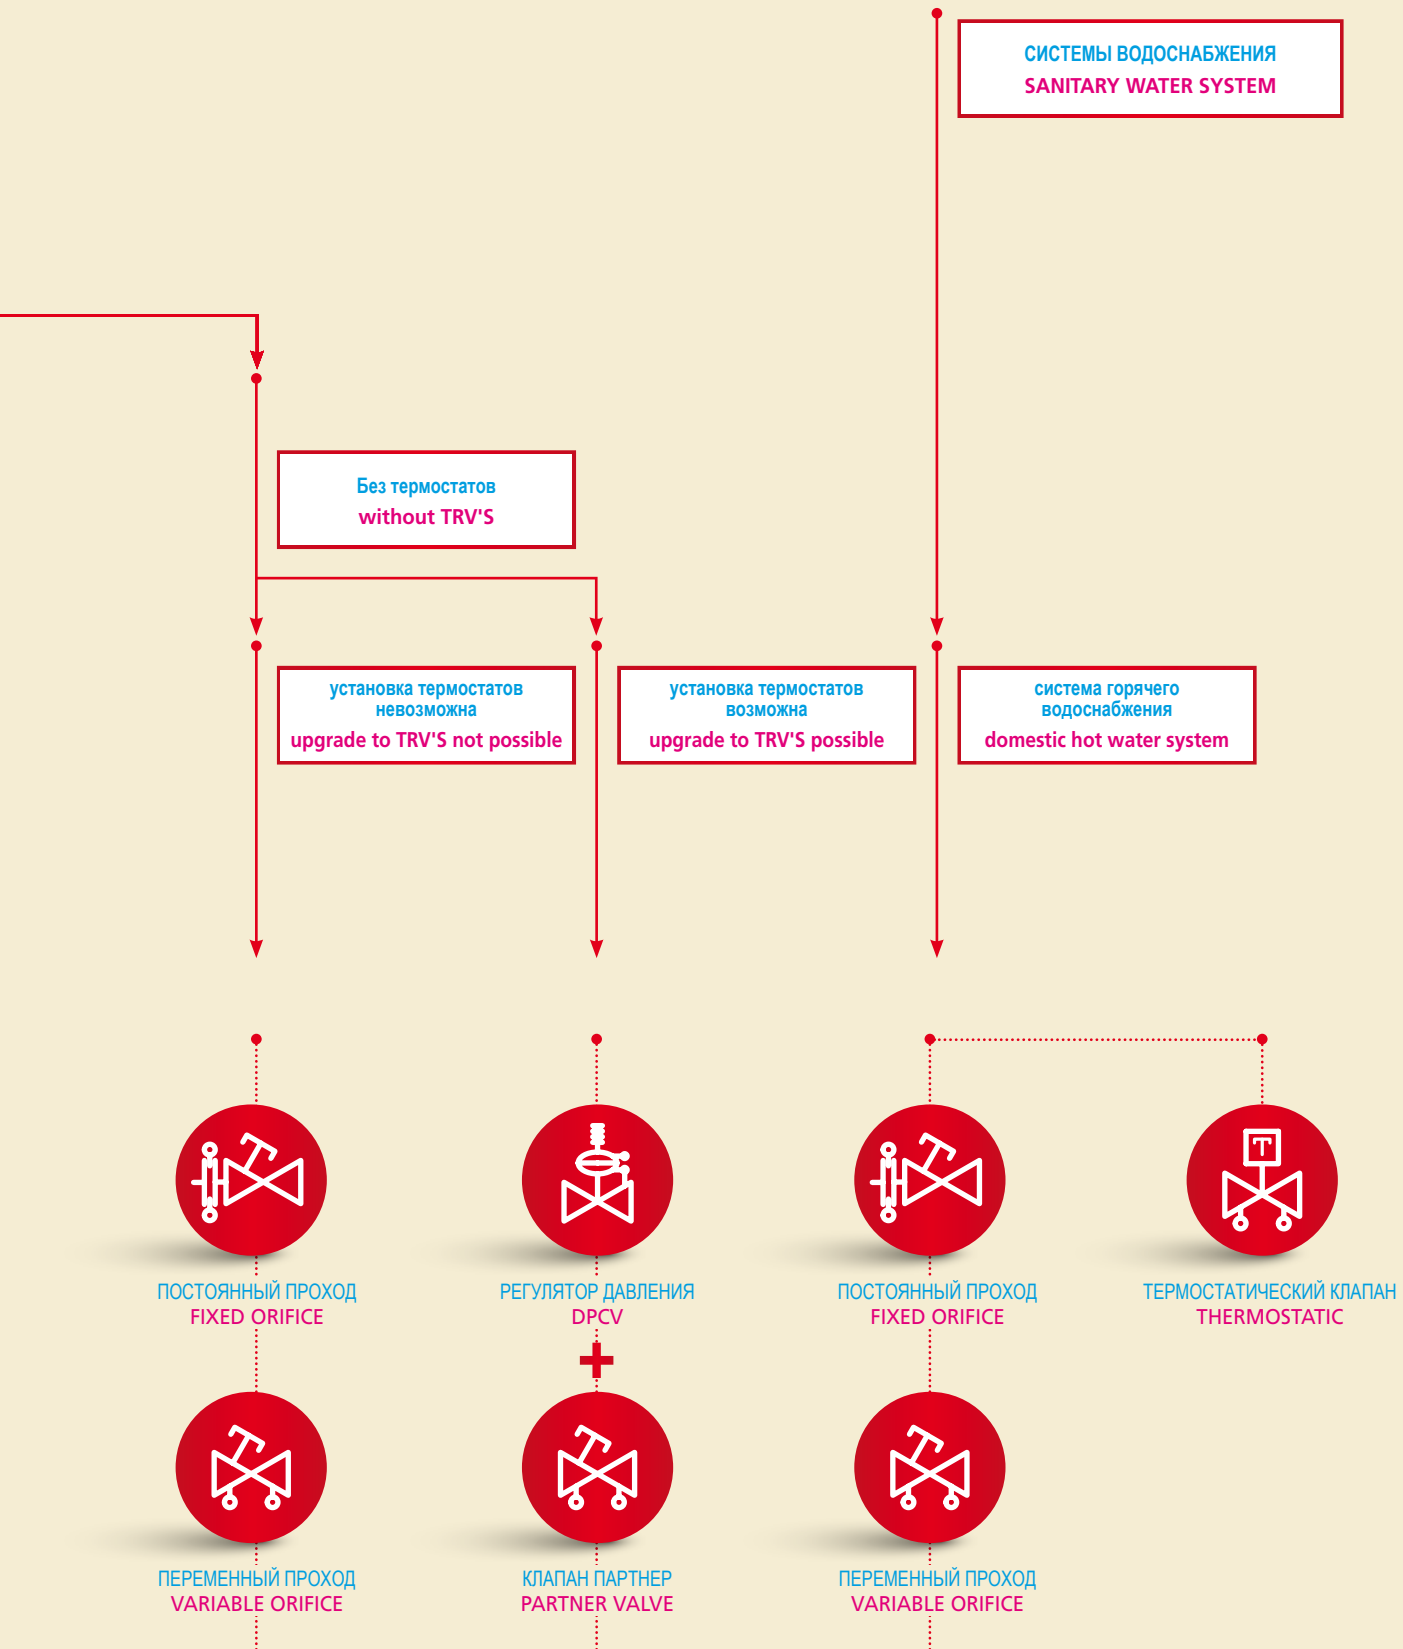 СИСТЕМЫ ВОДОСНАБЖЕНИЯ
SANITARY WATER SYSTEM
Без термостатов
without TRV'S
установка термостатов
невозможна
upgrade to TRV'S not possible
установка термостатов
возможна
upgrade to TRV'S possible
система горячего
водоснабжения
domestic hot water system
T
ПОСТОЯННЫЙ ПРОХОД
FIXED ORIFICE
РЕГУЛЯТОР ДАВЛЕНИЯ
DPCV
ПОСТОЯННЫЙ ПРОХОД
FIXED ORIFICE
ТЕРМОСТАТИЧЕСКИЙ КЛАПАН
THERMOSTATIC
+
ПЕРЕМЕННЫЙ ПРОХОД
VARIABLE ORIFICE
КЛАПАН ПАРТНЕР
PARTNER VALVE
ПЕРЕМЕННЫЙ ПРОХОД
VARIABLE ORIFICE